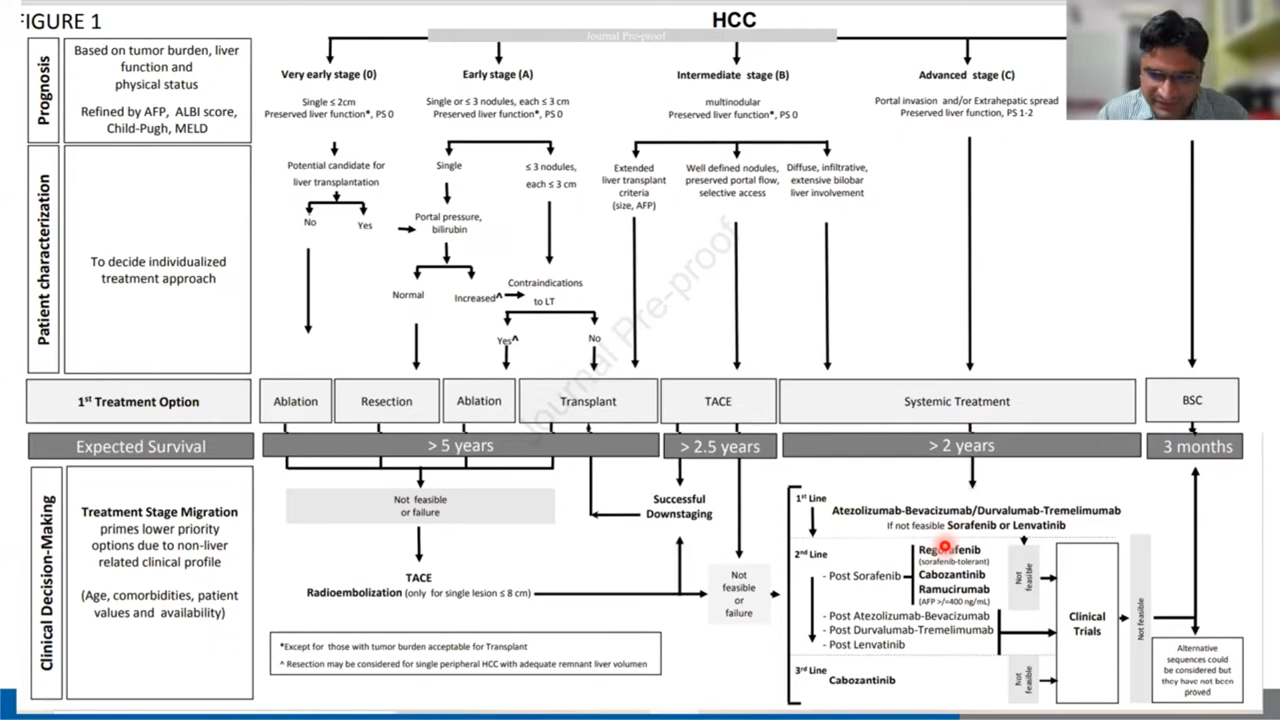 FIGURE 1
HCC
Journal Pre-proof
Prognosis
Based on tumor burden, liver
function and
physical status
Refined by AFP, ALBI score,
Child-Pugh, MELD
Very early stage (0)
Single ≤ 2cm
Preserved liver function*, PS 0
Early stage (A)
Single or ≤ 3 nodules, each ≤ 3 cm
Preserved liver function*, PS 0
Intermediate stage (B)
multinodular
Preserved liver function*, PS 0
Advanced stage (C)
Portal invasion and/or Extrahepatic spread
Preserved liver function, PS 1-2
Patient characterization
To decide individualized
treatment approach
Potential candidate for
liver transplantation
No
Yes
Single
Portal pressure,
bilirubin
Normal
Increased^
≤ 3 nodules,
each ≤ 3 cm
Contraindications
to LT
Yes^
No
Extended
liver transplant
criteria
(size, AFP)
Well defined nodules,
preserved portal flow,
selective access
Diffuse, infiltrative,
extensive bilobar
liver involvement
Journal Pre-proof
1st Treatment Option
Ablation
Resection
Ablation
Transplant
TACE
Systemic Treatment
BSC
Expected Survival
> 5 years
> 2.5 years
> 2 years
3 months
Clinical Decision-Making
Treatment Stage Migration
primes lower priority
options due to non-liver
related clinical profile
(Age, comorbidities, patient
values and availability)
Not feasible
or failure
TACE
Radioembolization (only for single lesion ≤ 8 cm)
Successful
Downstaging
Not
feasible
or
failure
*Except for those with tumor burden acceptable for Transplant
^ Resection may be considered for single peripheral HCC with adequate remnant liver volumen
1st Line
Atezolizumab-Bevacizumab/Durvalumab-Tremelimumab
If not feasible Sorafenib or Lenvatinib
2nd Line
- Post Sorafenib
Regorafenib
(sorafenib-tolerant)
Cabozantinib
Ramucirumab
(AFP >/=400 ng/mL)
- Post Atezolizumab-Bevacizumab
- Post Durvalumab-Tremelimumab
- Post Lenvatinib
3rd Line
Cabozantinib
Not
feasible
Not
feasible
Clinical
Trials
Not feasible
Alternative
sequences could
be considered but
they have not been
proved